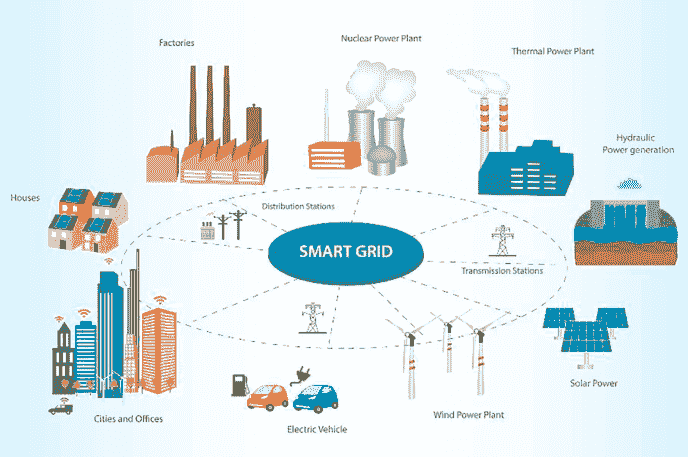 Nuclear Power Plant
Factories
Thermal Power Plant
Hydraulic
Power generation
Houses
Distribution Stations
SMART GRID
Transmission Stations
Solar Power
Cities and Offices
Wind Power Plant
Electric Vehicle